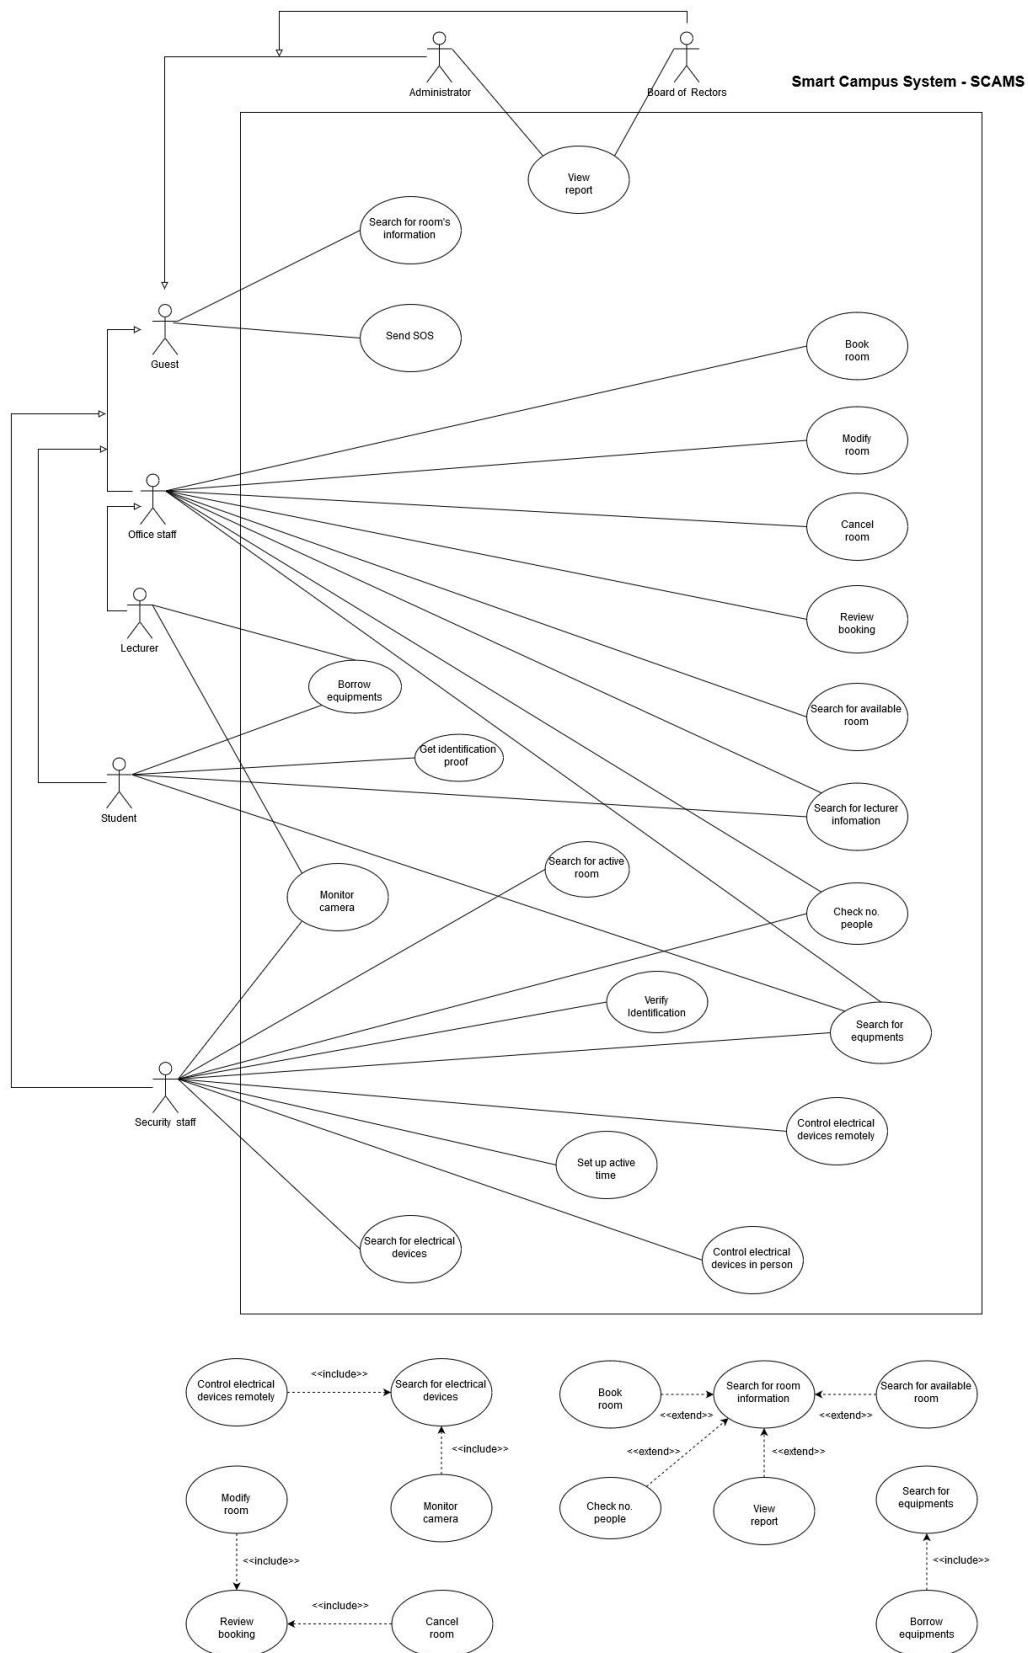 Administrator
Board of Rectors
Smart Campus System - SCAMS
View
report
Search for room's
information
Send SOS
Guest
Book
room
Modify
room
Cancel
room
Office staff
Review
booking
Lecturer
Borrow
equipments
Search for available
room
Get identification
proof
Student
Search for lecturer
infomation
Search for active
room
Monitor
camera
Check no.
people
Verify
Identification
Search for
equpments
Security staff
Control electrical
devices remotely
Set up active
time
Search for electrical
devices
Control electrical
devices in person
Control electrical
devices remotely
<<include>>
Search for electrical
devices
Book
room
<<extend>>
Search for room
information
<<extend>>
Search for available
room
<<include>>
<<extend>>
<<extend>>
Modify
room
Monitor
camera
Check no.
people
View
report
Search for
equipments
<<include>>
<<include>>
Review
booking
<<include>>
Cancel
room
Borrow
equipments